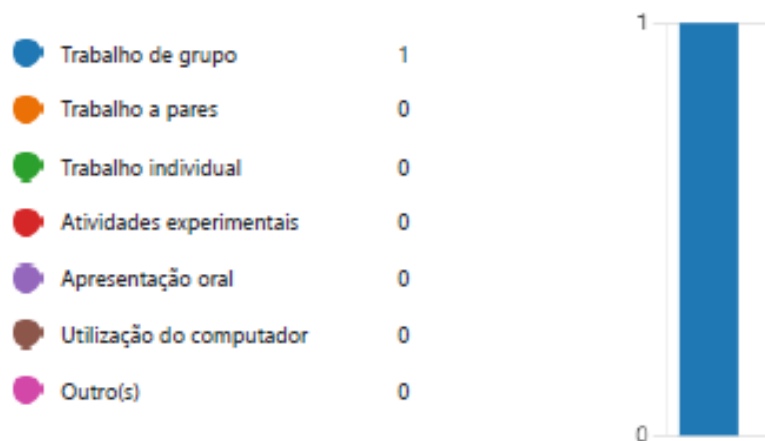 Trabalho de grupo 1
Trabalho a pares 0
Trabalho individual 0
Atividades experimentais 0
Apresentação oral 0
Utilização do computador 0
Outro(s) 0
1
0